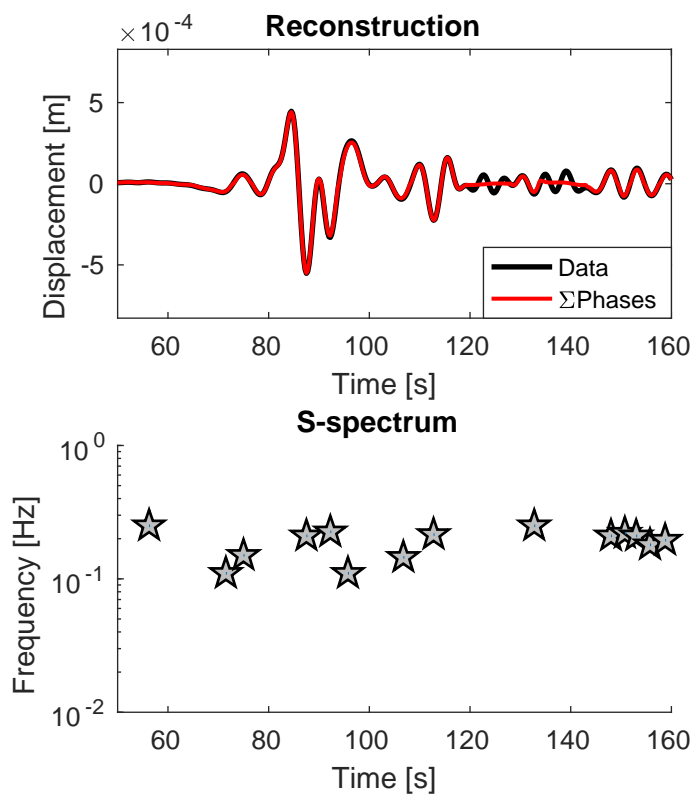 Reconstruction
× 10^-4
5
0
-5
Displacement [m]
Data
ΣPhases
60 80 100 120 140 160
Time [s]
S-spectrum
10^0
10^-1
10^-2
Frequency [Hz]
60 80 100 120 140 160
Time [s]